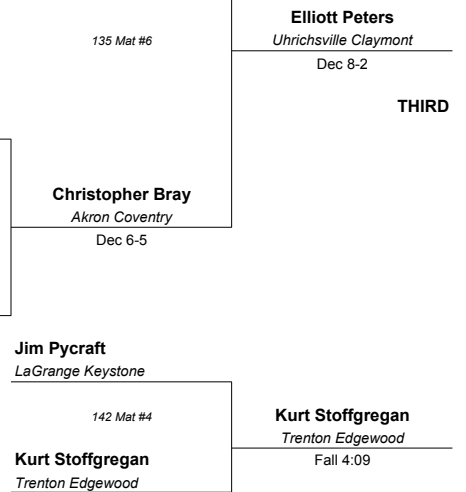 Elliott Peters
135 Mat #6
Uhrichsville Claymont
Dec 8-2
THIRD
Christopher Bray
Akron Coventry
Dec 6-5
Jim Pycraft
LaGrange Keystone
142 Mat #4
Kurt Stoffgregan
Trenton Edgewood
Fall 4:09
Kurt Stoffgregan
Trenton Edgewood